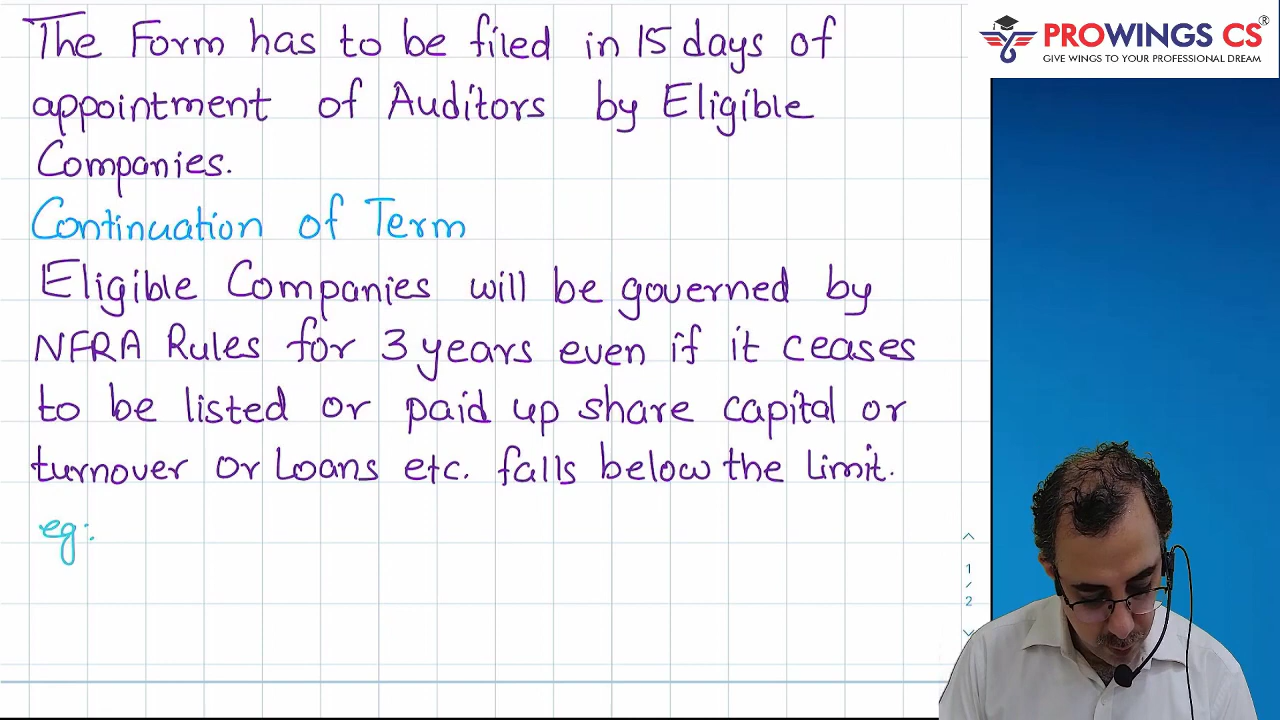 The Form has to be filed in 15 days of
appointment of Auditors by Eligible
Companies.
Continuation of Term
Eligible Companies will be governed by
NFRA Rules for 3 years even if it ceases
to be listed or paid up share capital or
turnover or Loans etc. falls below the limit.
eg:
PROWINGS CS®
GIVE WINGS TO YOUR PROFESSIONAL DREAM
1
/
2